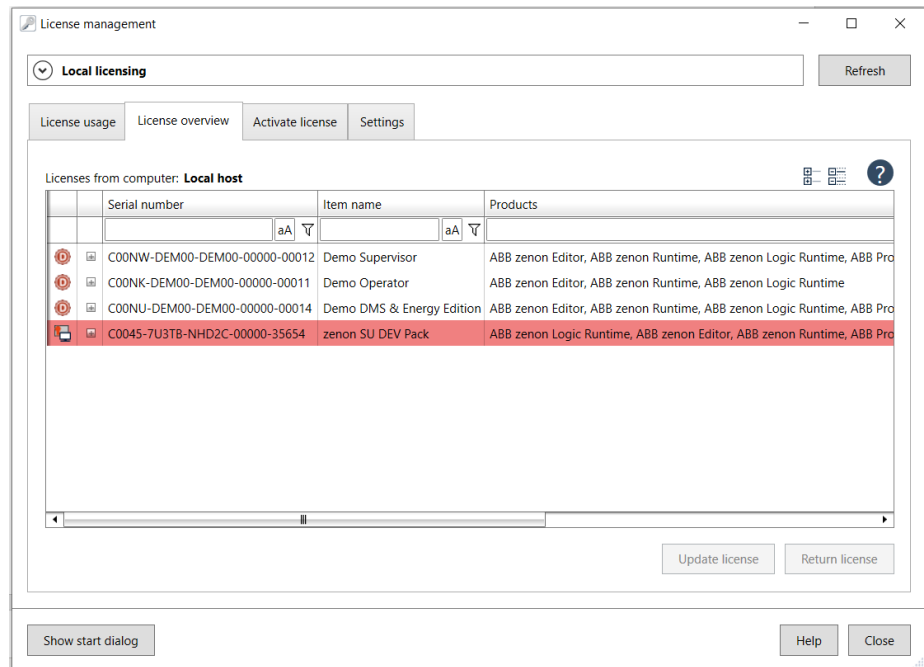 License management
Local licensing
Refresh
License usage
License overview
Activate license
Settings
Licenses from computer: Local host
?
Serial number Item name Products
aA aA
D C00NW-DEM00-DEM00-00000-00012 Demo Supervisor ABB zenon Editor, ABB zenon Runtime, ABB zenon Logic Runtime, ABB Pro
D C00NK-DEM00-DEM00-00000-00011 Demo Operator ABB zenon Editor, ABB zenon Runtime, ABB zenon Logic Runtime
D C00NU-DEM00-DEM00-00000-00014 Demo DMS & Energy Edition ABB zenon Editor, ABB zenon Runtime, ABB zenon Logic Runtime, ABB Pro
C0045-7U3TB-NHD2C-00000-35654 zenon SU DEV Pack ABB zenon Logic Runtime, ABB zenon Editor, ABB zenon Runtime, ABB Pro
Update license
Return license
Show start dialog
Help
Close